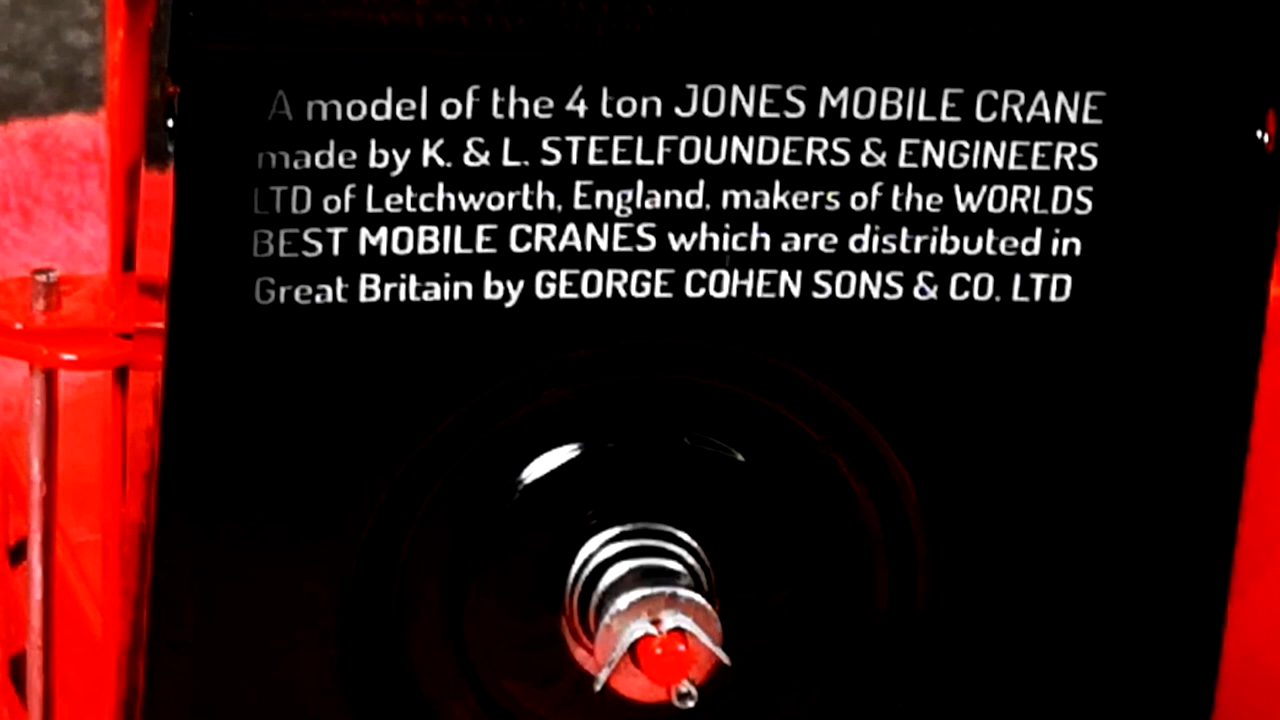 A model of the 4 ton JONES MOBILE CRANE
made by K. & L. STEELFOUNDERS & ENGINEERS
LTD of Letchworth, England, makers of the WORLDS
BEST MOBILE CRANES which are distributed in
Great Britain by GEORGE COHEN SONS & CO. LTD